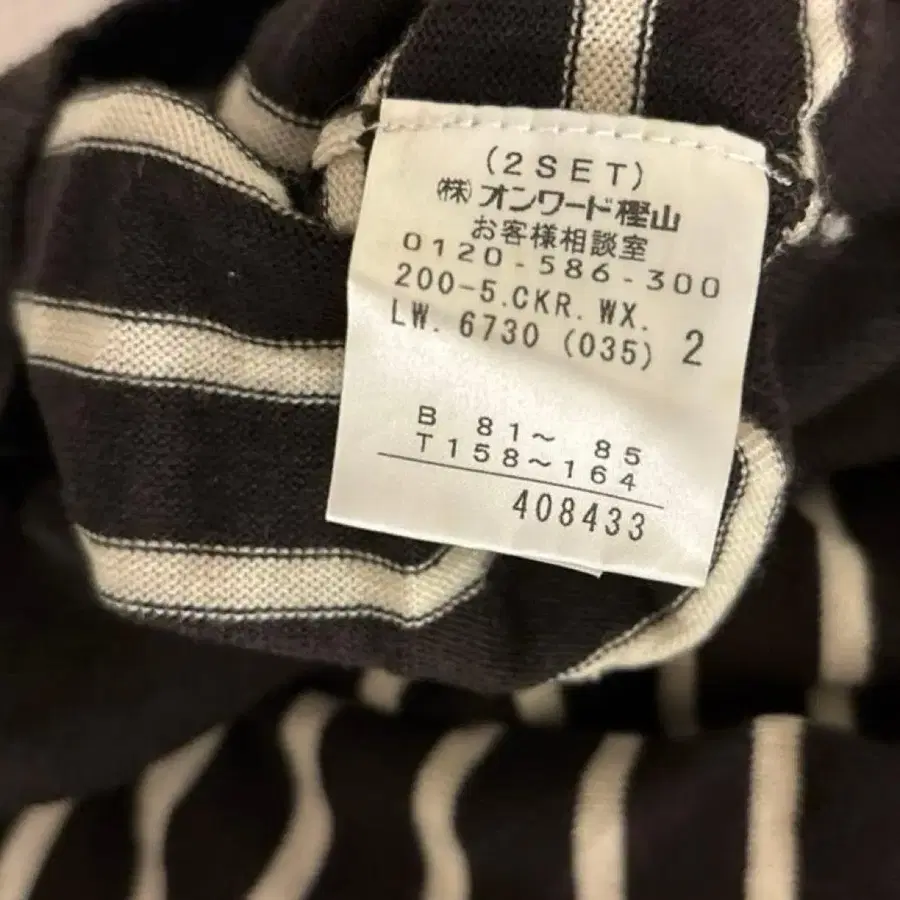 (2SET)
㈱オンワード樫山
お客様相談室
0120-586-300
200-5.CKR.WX.
LW.6730 (035) 2
B 81～ 85
T158～164
408433